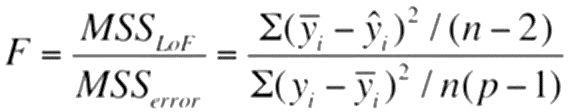 F = MSS_LoF / MSS_error = Σ(ȳ_i − ŷ_i)² / (n − 2) / Σ(y_i − ȳ_i)² / n(p − 1)